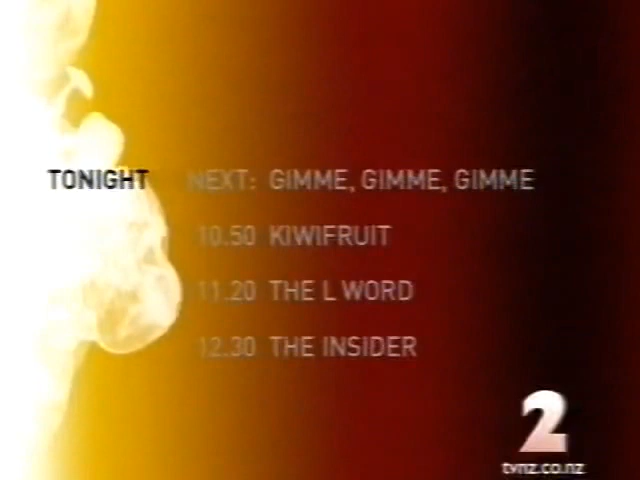 TONIGHT NEXT: GIMME, GIMME, GIMME
10.50 KIWIFRUIT
11.20 THE L WORD
12.30 THE INSIDER
2
tvnz.co.nz